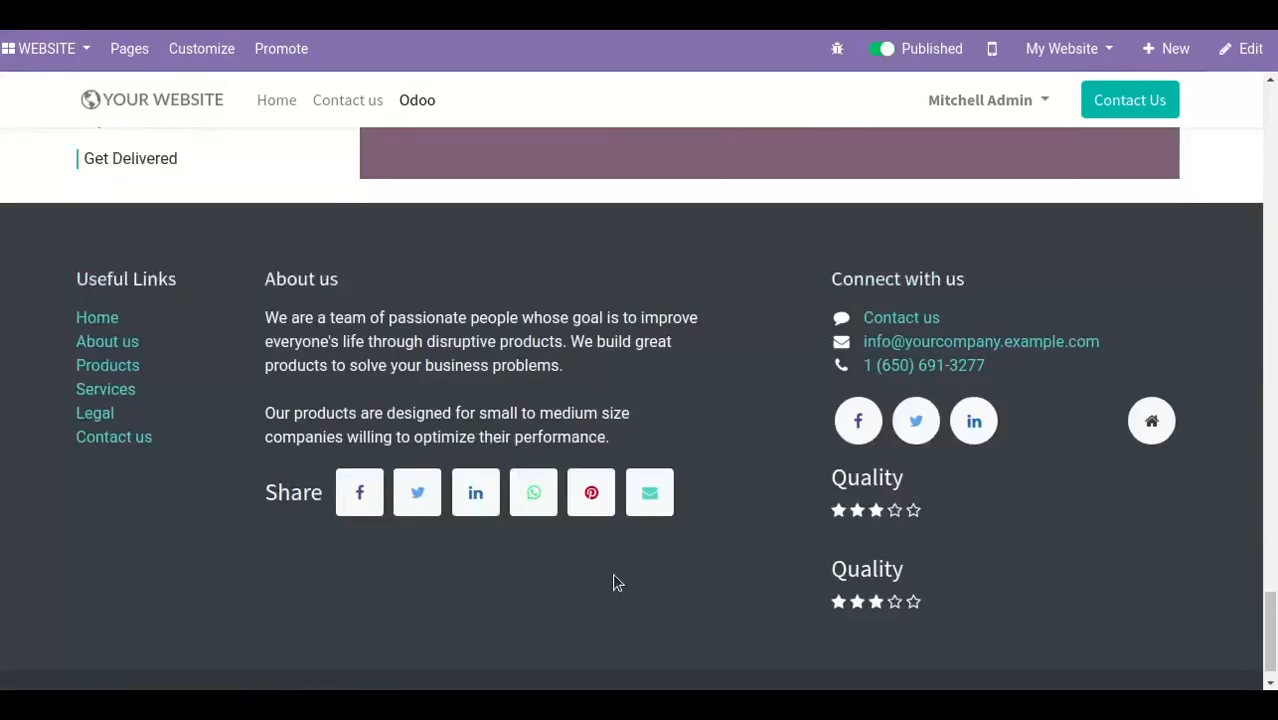 WEBSITE Pages Customize Promote Published My Website New Edit
YOUR WEBSITE Home Contact us Odoo Mitchell Admin Contact Us
Get Delivered
Useful Links
Home
About us
Products
Services
Legal
Contact us
About us
We are a team of passionate people whose goal is to improve
everyone's life through disruptive products. We build great
products to solve your business problems.
Our products are designed for small to medium size
companies willing to optimize their performance.
Share
Connect with us
Contact us
info@yourcompany.example.com
1 (650) 691-3277
Quality
Quality